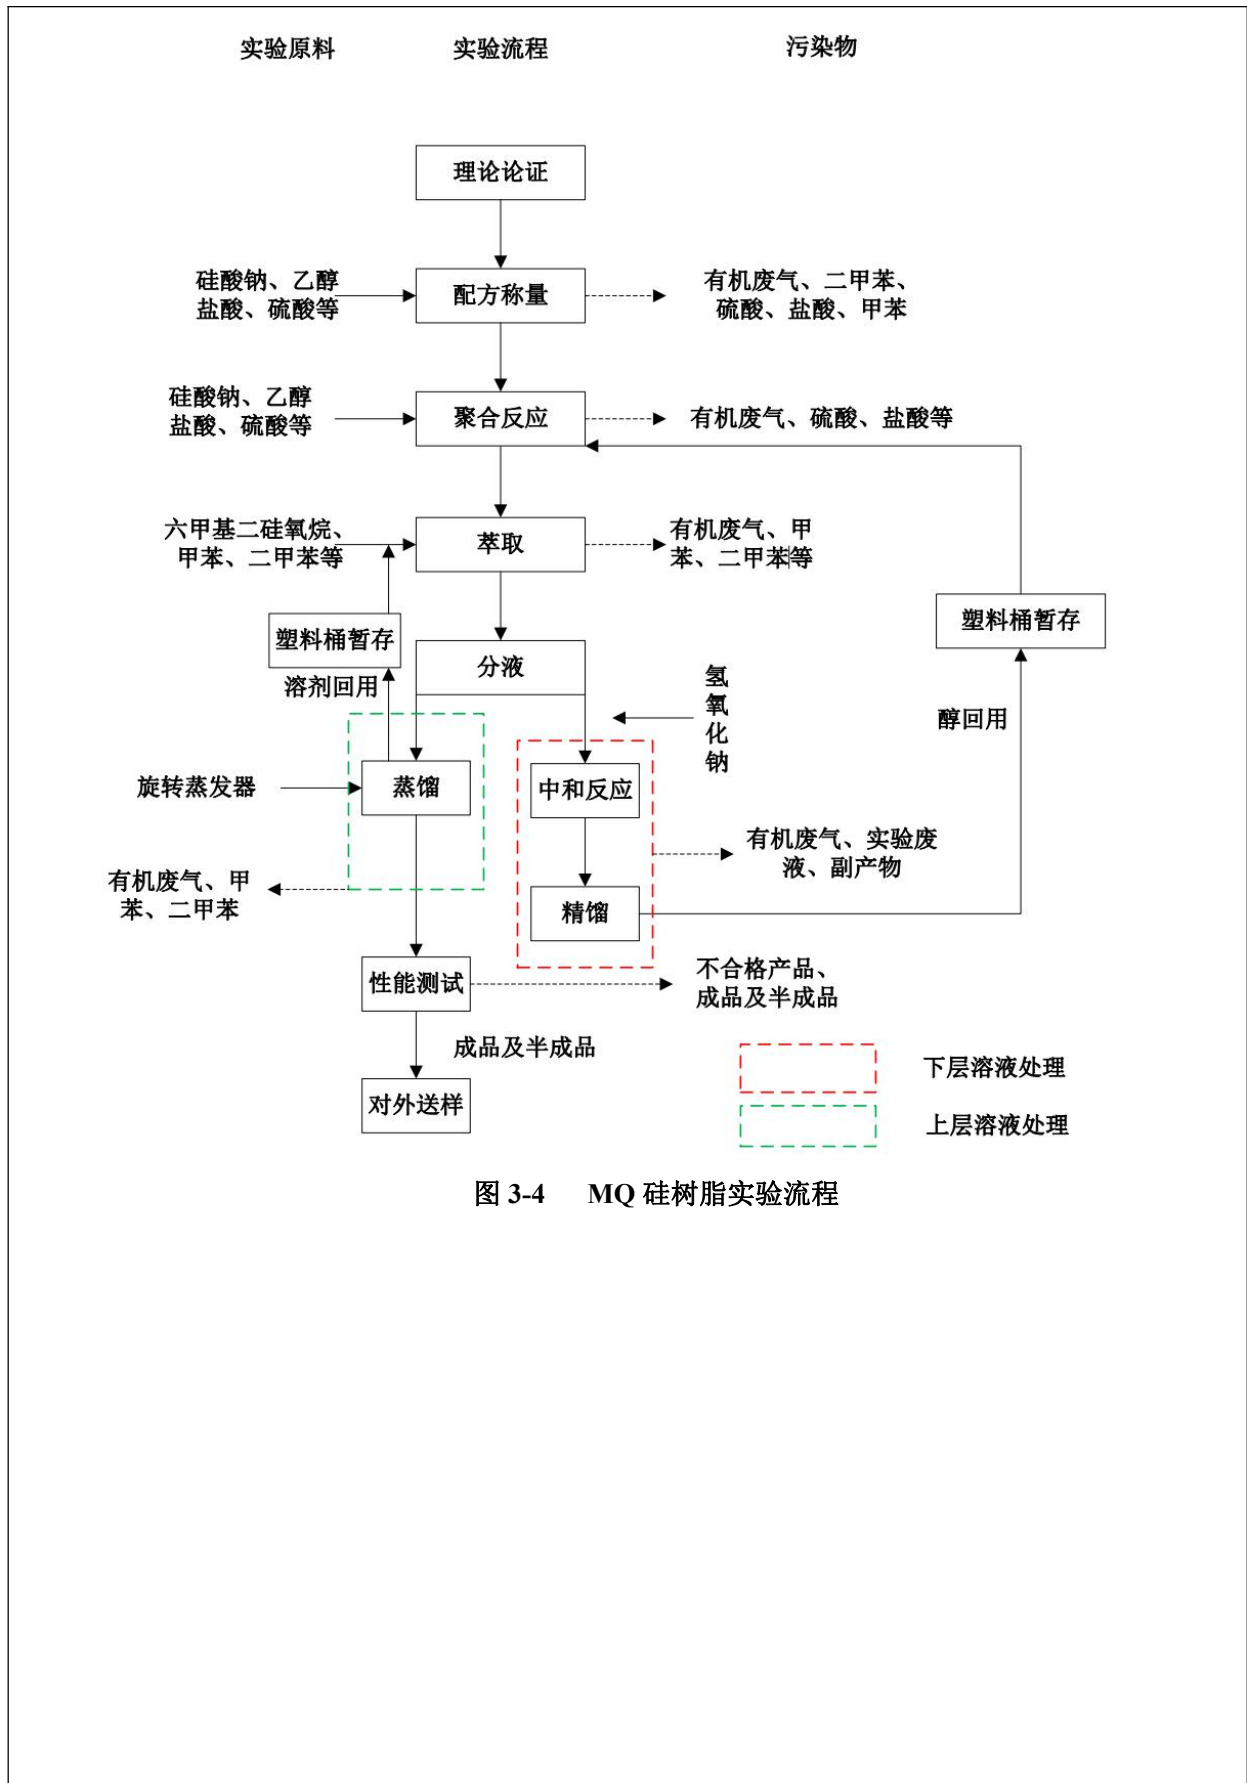 实验原料
实验流程
污染物
理论论证
硅酸钠、乙醇
盐酸、硫酸等
配方称量
有机废气、二甲苯、
硫酸、盐酸、甲苯
硅酸钠、乙醇
盐酸、硫酸等
聚合反应
有机废气、硫酸、盐酸等
六甲基二硅氧烷、
甲苯、二甲苯等
萃取
有机废气、甲
苯、二甲苯等
塑料桶暂存
分液
塑料桶暂存
溶剂回用
氢
氧
化
钠
醇回用
旋转蒸发器
蒸馏
中和反应
有机废气、实验废
液、副产物
有机废气、甲
苯、二甲苯
精馏
性能测试
不合格产品、
成品及半成品
成品及半成品
下层溶液处理
对外送样
上层溶液处理
图 3-4 MQ 硅树脂实验流程